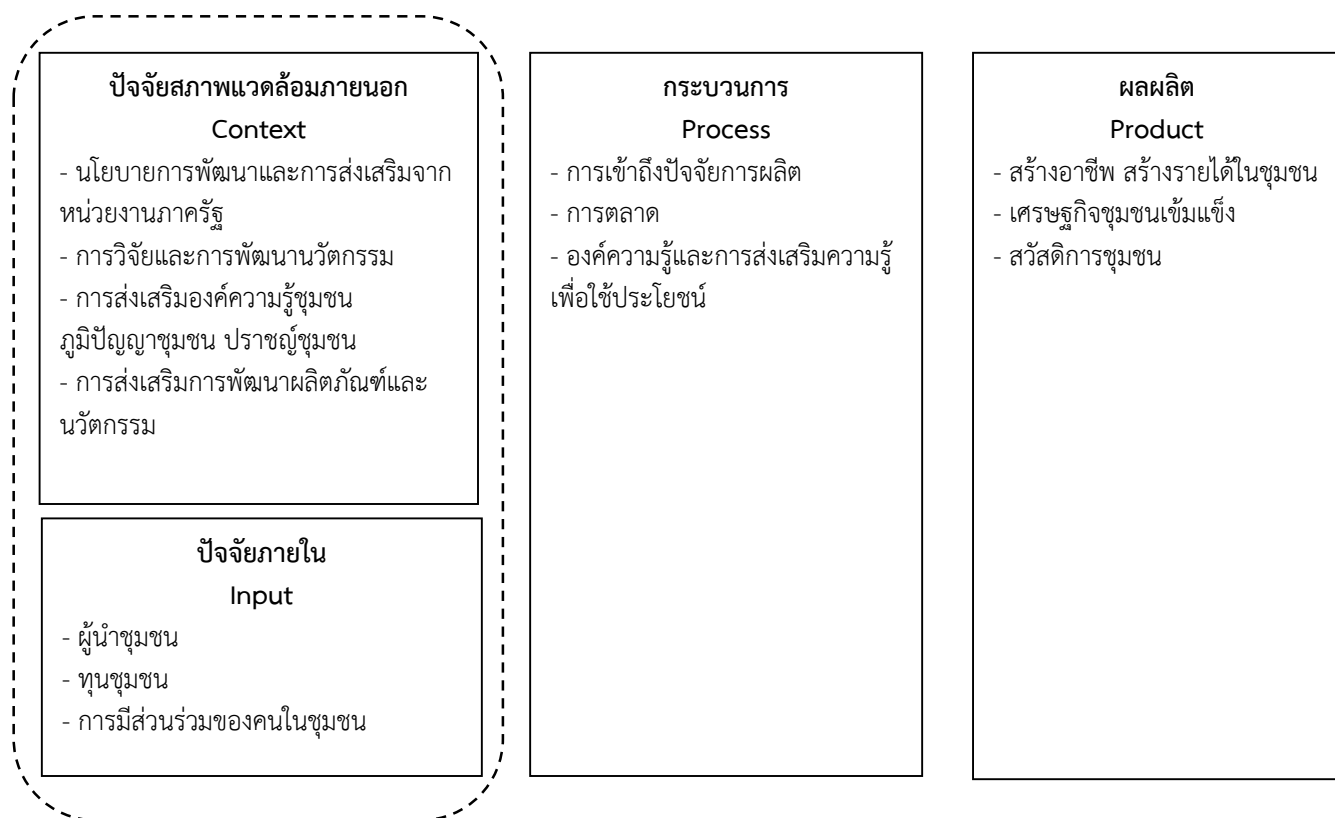 ปัจจัยสภาพแวดล้อมภายนอก
Context
- นโยบายการพัฒนาและการส่งเสริมจาก
หน่วยงานภาครัฐ
- การวิจัยและการพัฒนานวัตกรรม
- การส่งเสริมองค์ความรู้ชุมชน
ภูมิปัญญาชุมชน ปราชญ์ชุมชน
- การส่งเสริมการพัฒนาผลิตภัณฑ์และ
นวัตกรรม
ปัจจัยภายใน
Input
- ผู้นำชุมชน
- ทุนชุมชน
- การมีส่วนร่วมของคนในชุมชน
กระบวนการ
Process
- การเข้าถึงปัจจัยการผลิต
- การตลาด
- องค์ความรู้และการส่งเสริมความรู้
เพื่อใช้ประโยชน์
ผลผลิต
Product
- สร้างอาชีพ สร้างรายได้ในชุมชน
- เศรษฐกิจชุมชนเข้มแข็ง
- สวัสดิการชุมชน